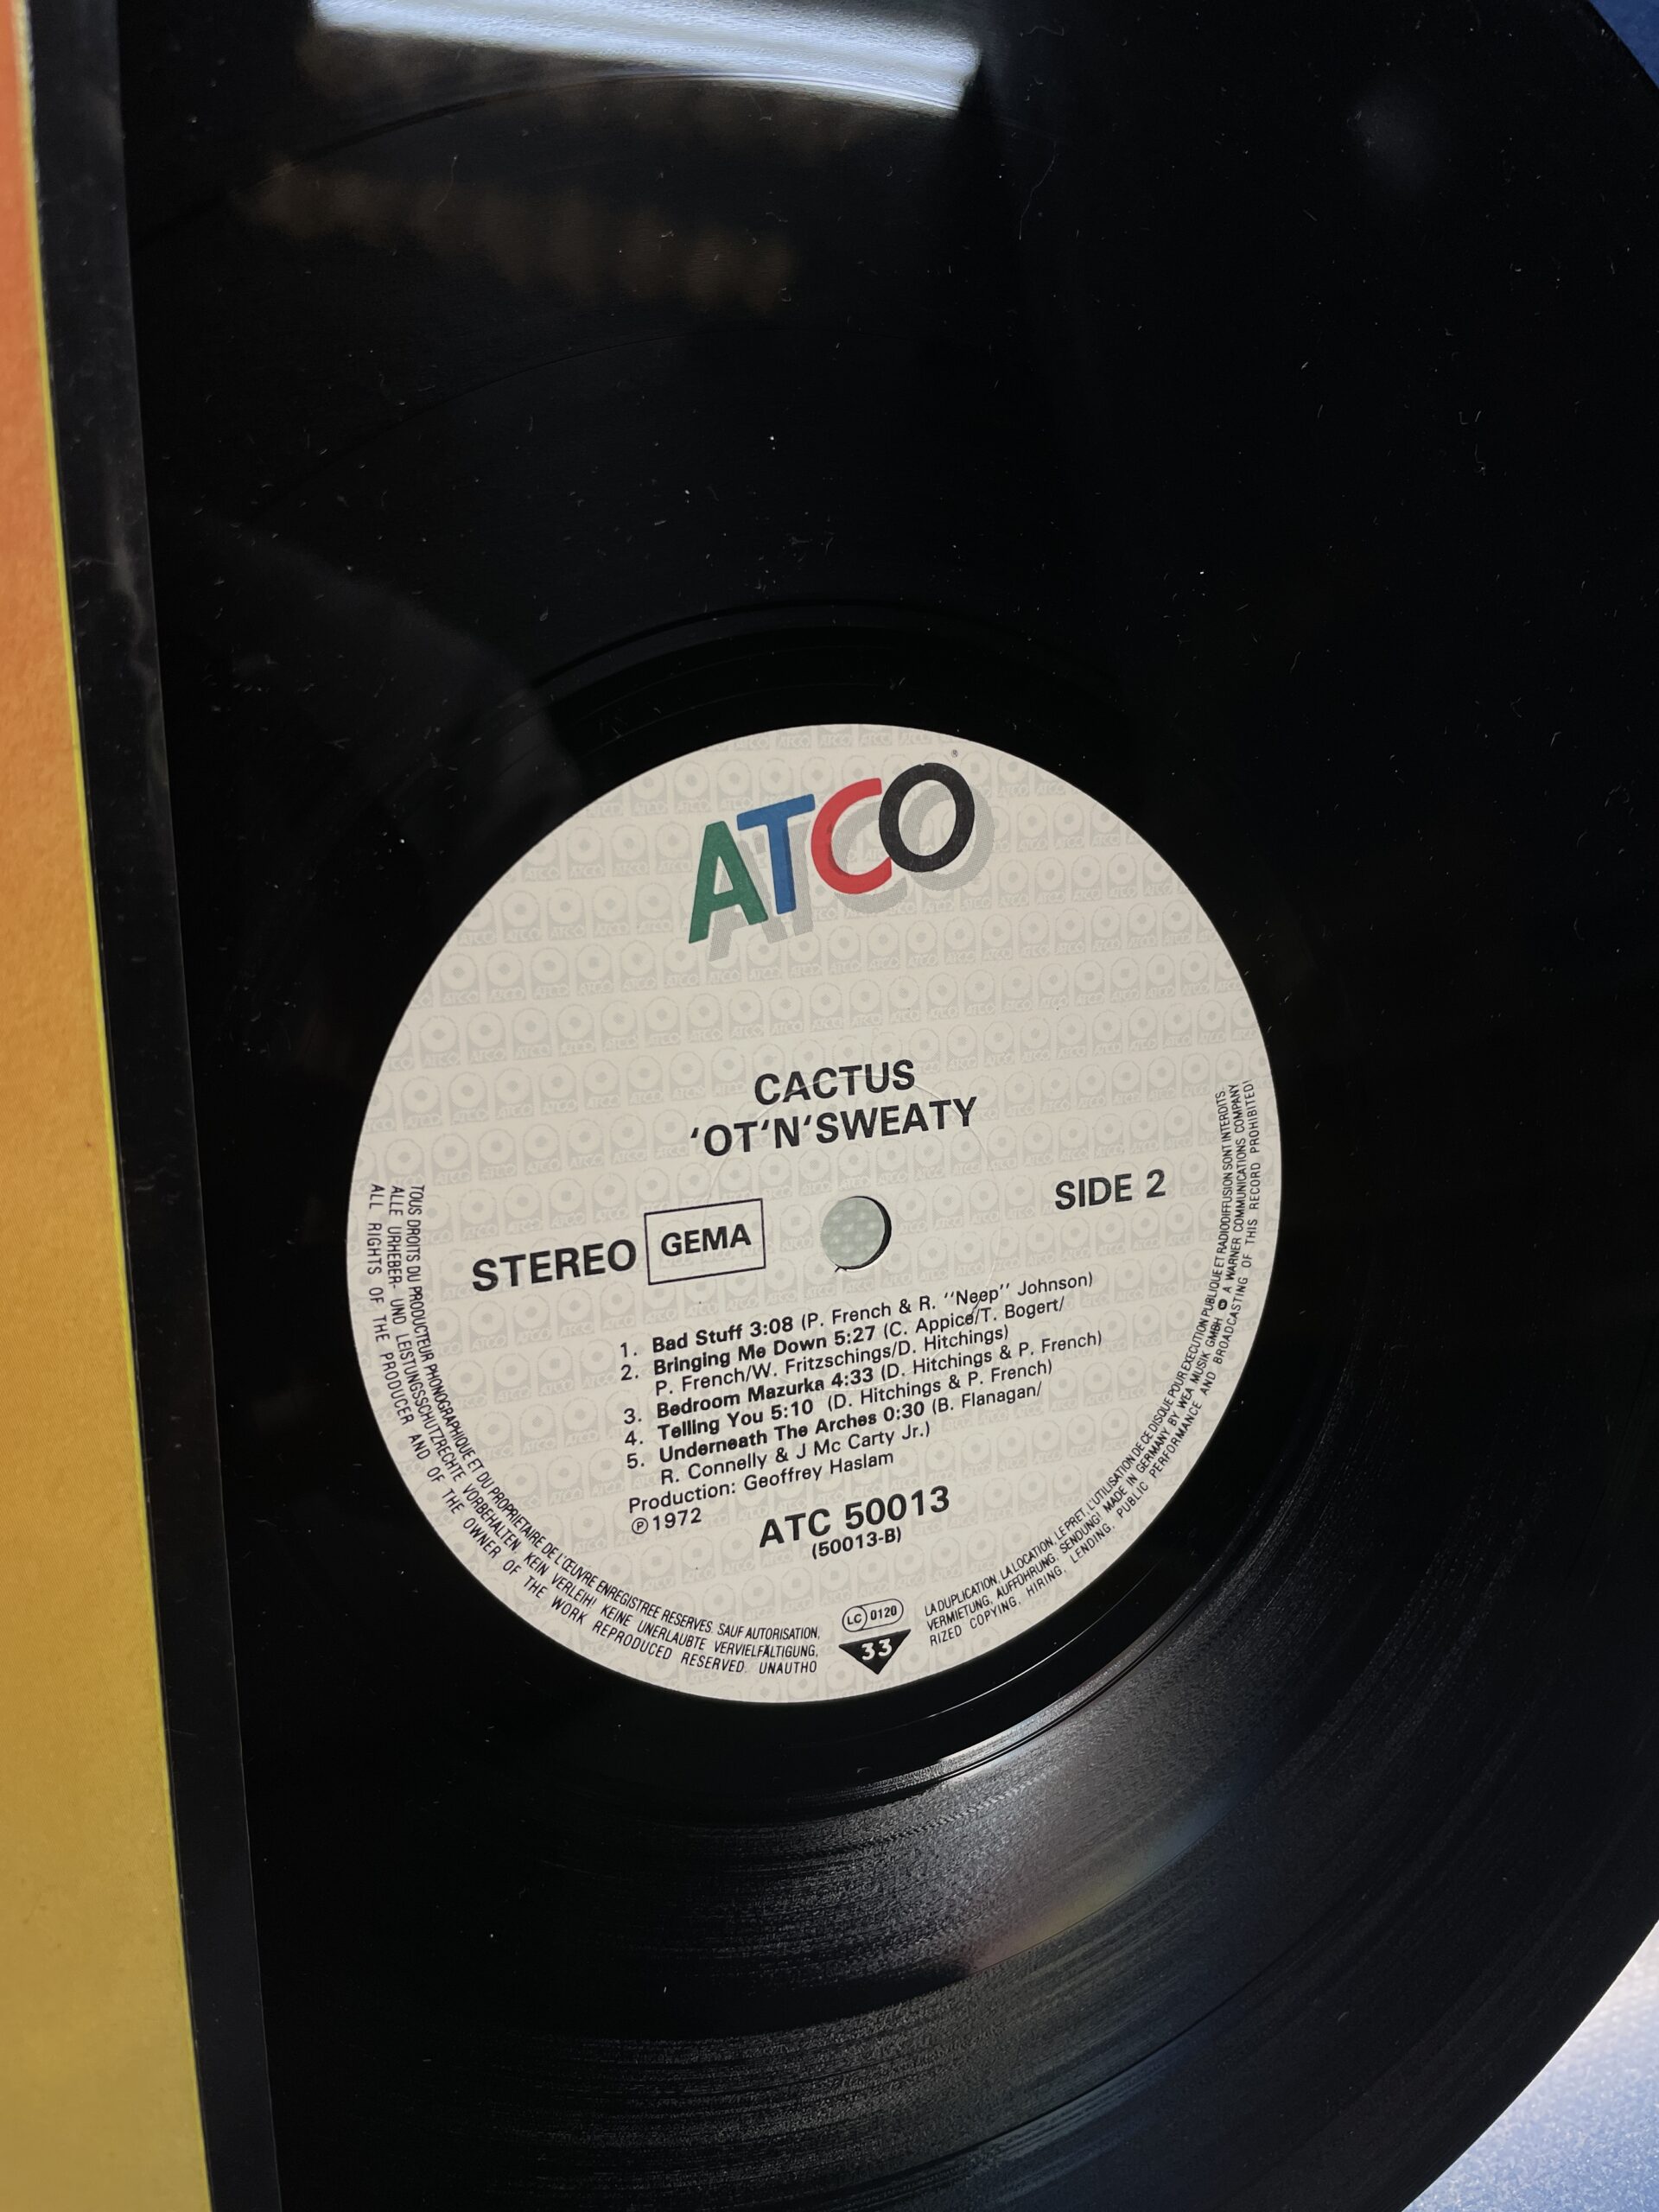 ATCO®
CACTUS
'OT'N'SWEATY
STEREO GEMA SIDE 2
1. Bad Stuff 3:08 (P. French & R. "Neep" Johnson)
2. Bringing Me Down 5:27 (C. Appice/T. Bogert/
P. French/W. Fritzschings/D. Hitchings)
3. Bedroom Mazurka 4:33 (D. Hitchings & P. French)
4. Telling You 5:10 (D. Hitchings & P. French)
5. Underneath The Arches 0:30 (B. Flanagan/
R. Connelly & J Mc Carty Jr.)
Production: Geoffrey Haslam
℗1972
ATC 50013
(50013-B)
LC 0120
33
TOUS DROITS DU PRODUCTEUR PHONOGRAPHIQUE ET DU PROPRIETAIRE DE L'ŒUVRE ENREGISTREE RESERVES. SAUF AUTORISATION, LA DUPLICATION, LA LOCATION, LE PRET, L'UTILISATION DE CE DISQUE POUR EXECUTION PUBLIQUE ET RADIODIFFUSION SONT INTERDITS.
ALLE URHEBER- UND LEISTUNGSSCHUTZRECHTE VORBEHALTEN. KEIN VERLEIH! KEINE UNERLAUBTE VERVIELFÄLTIGUNG, VERMIETUNG, AUFFÜHRUNG, SENDUNG! MADE IN GERMANY BY WEA MUSIK GMBH A WARNER COMMUNICATIONS COMPANY
ALL RIGHTS OF THE PRODUCER AND OF THE OWNER OF THE WORK REPRODUCED RESERVED. UNAUTHORIZED COPYING, HIRING, LENDING, PUBLIC PERFORMANCE AND BROADCASTING OF THIS RECORD PROHIBITED!